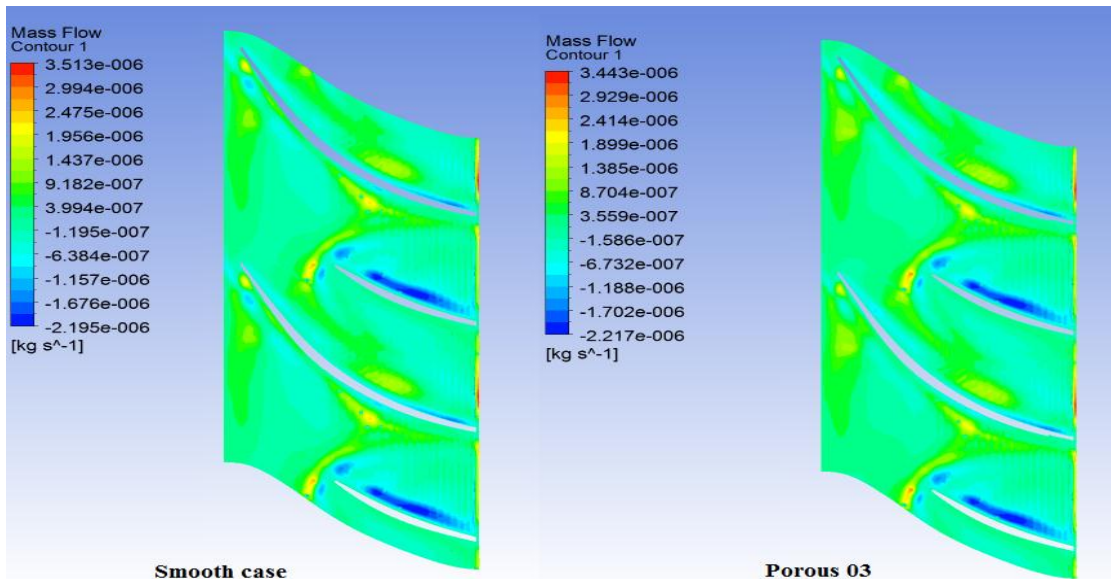 Mass Flow
Contour 1
3.513e-006
2.994e-006
2.475e-006
1.956e-006
1.437e-006
9.182e-007
3.994e-007
-1.195e-007
-6.384e-007
-1.157e-006
-1.676e-006
-2.195e-006
[kg s^-1]
Smooth case
Mass Flow
Contour 1
3.443e-006
2.929e-006
2.414e-006
1.899e-006
1.385e-006
8.704e-007
3.559e-007
-1.586e-007
-6.732e-007
-1.188e-006
-1.702e-006
-2.217e-006
[kg s^-1]
Porous 03